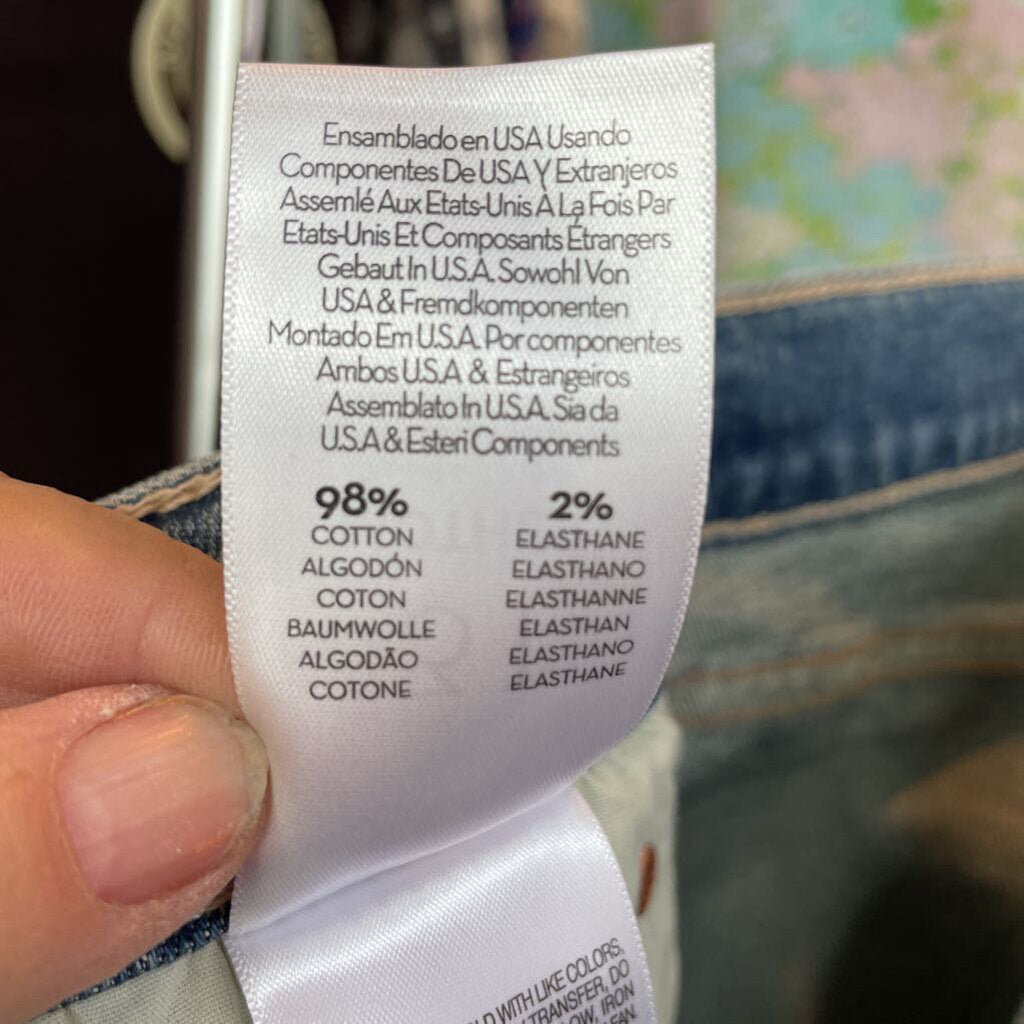 Ensamblado en USA Usando
Componentes De USA Y Extranjeros
Assemlé Aux Etats-Unis À La Fois Par
Etats-Unis Et Composants Étrangers
Gebaut In U.S.A. Sowohl Von
USA & Fremdkomponenten
Montado Em U.S.A. Por componentes
Ambos U.S.A & Estrangeiros
Assemblato In U.S.A. Sia da
U.S.A & Esteri Components
98% 2%
COTTON ELASTHANE
ALGODÓN ELASTHANO
COTON ELASTHANNE
BAUMWOLLE ELASTHAN
ALGODÃO ELASTHANO
COTONE ELASTHANE
WITH LIKE COLORS,
TRANSFER, DO
IRON